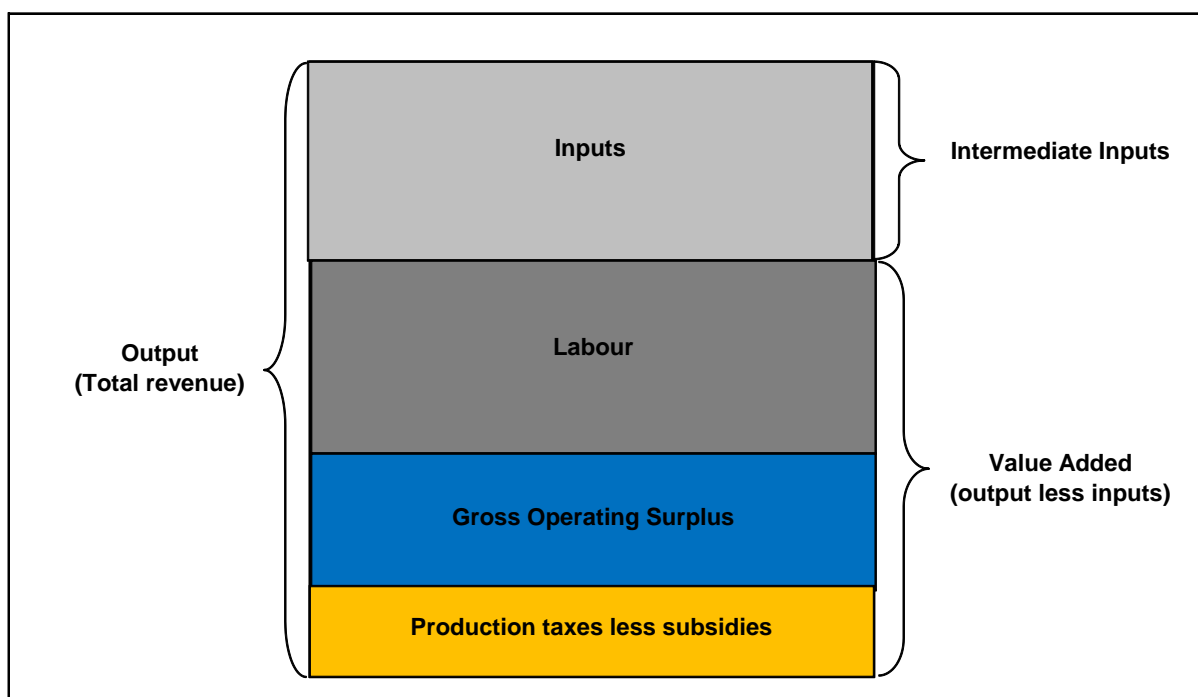 Inputs
Intermediate Inputs
Labour
Output
(Total revenue)
Value Added
(output less inputs)
Gross Operating Surplus
Production taxes less subsidies